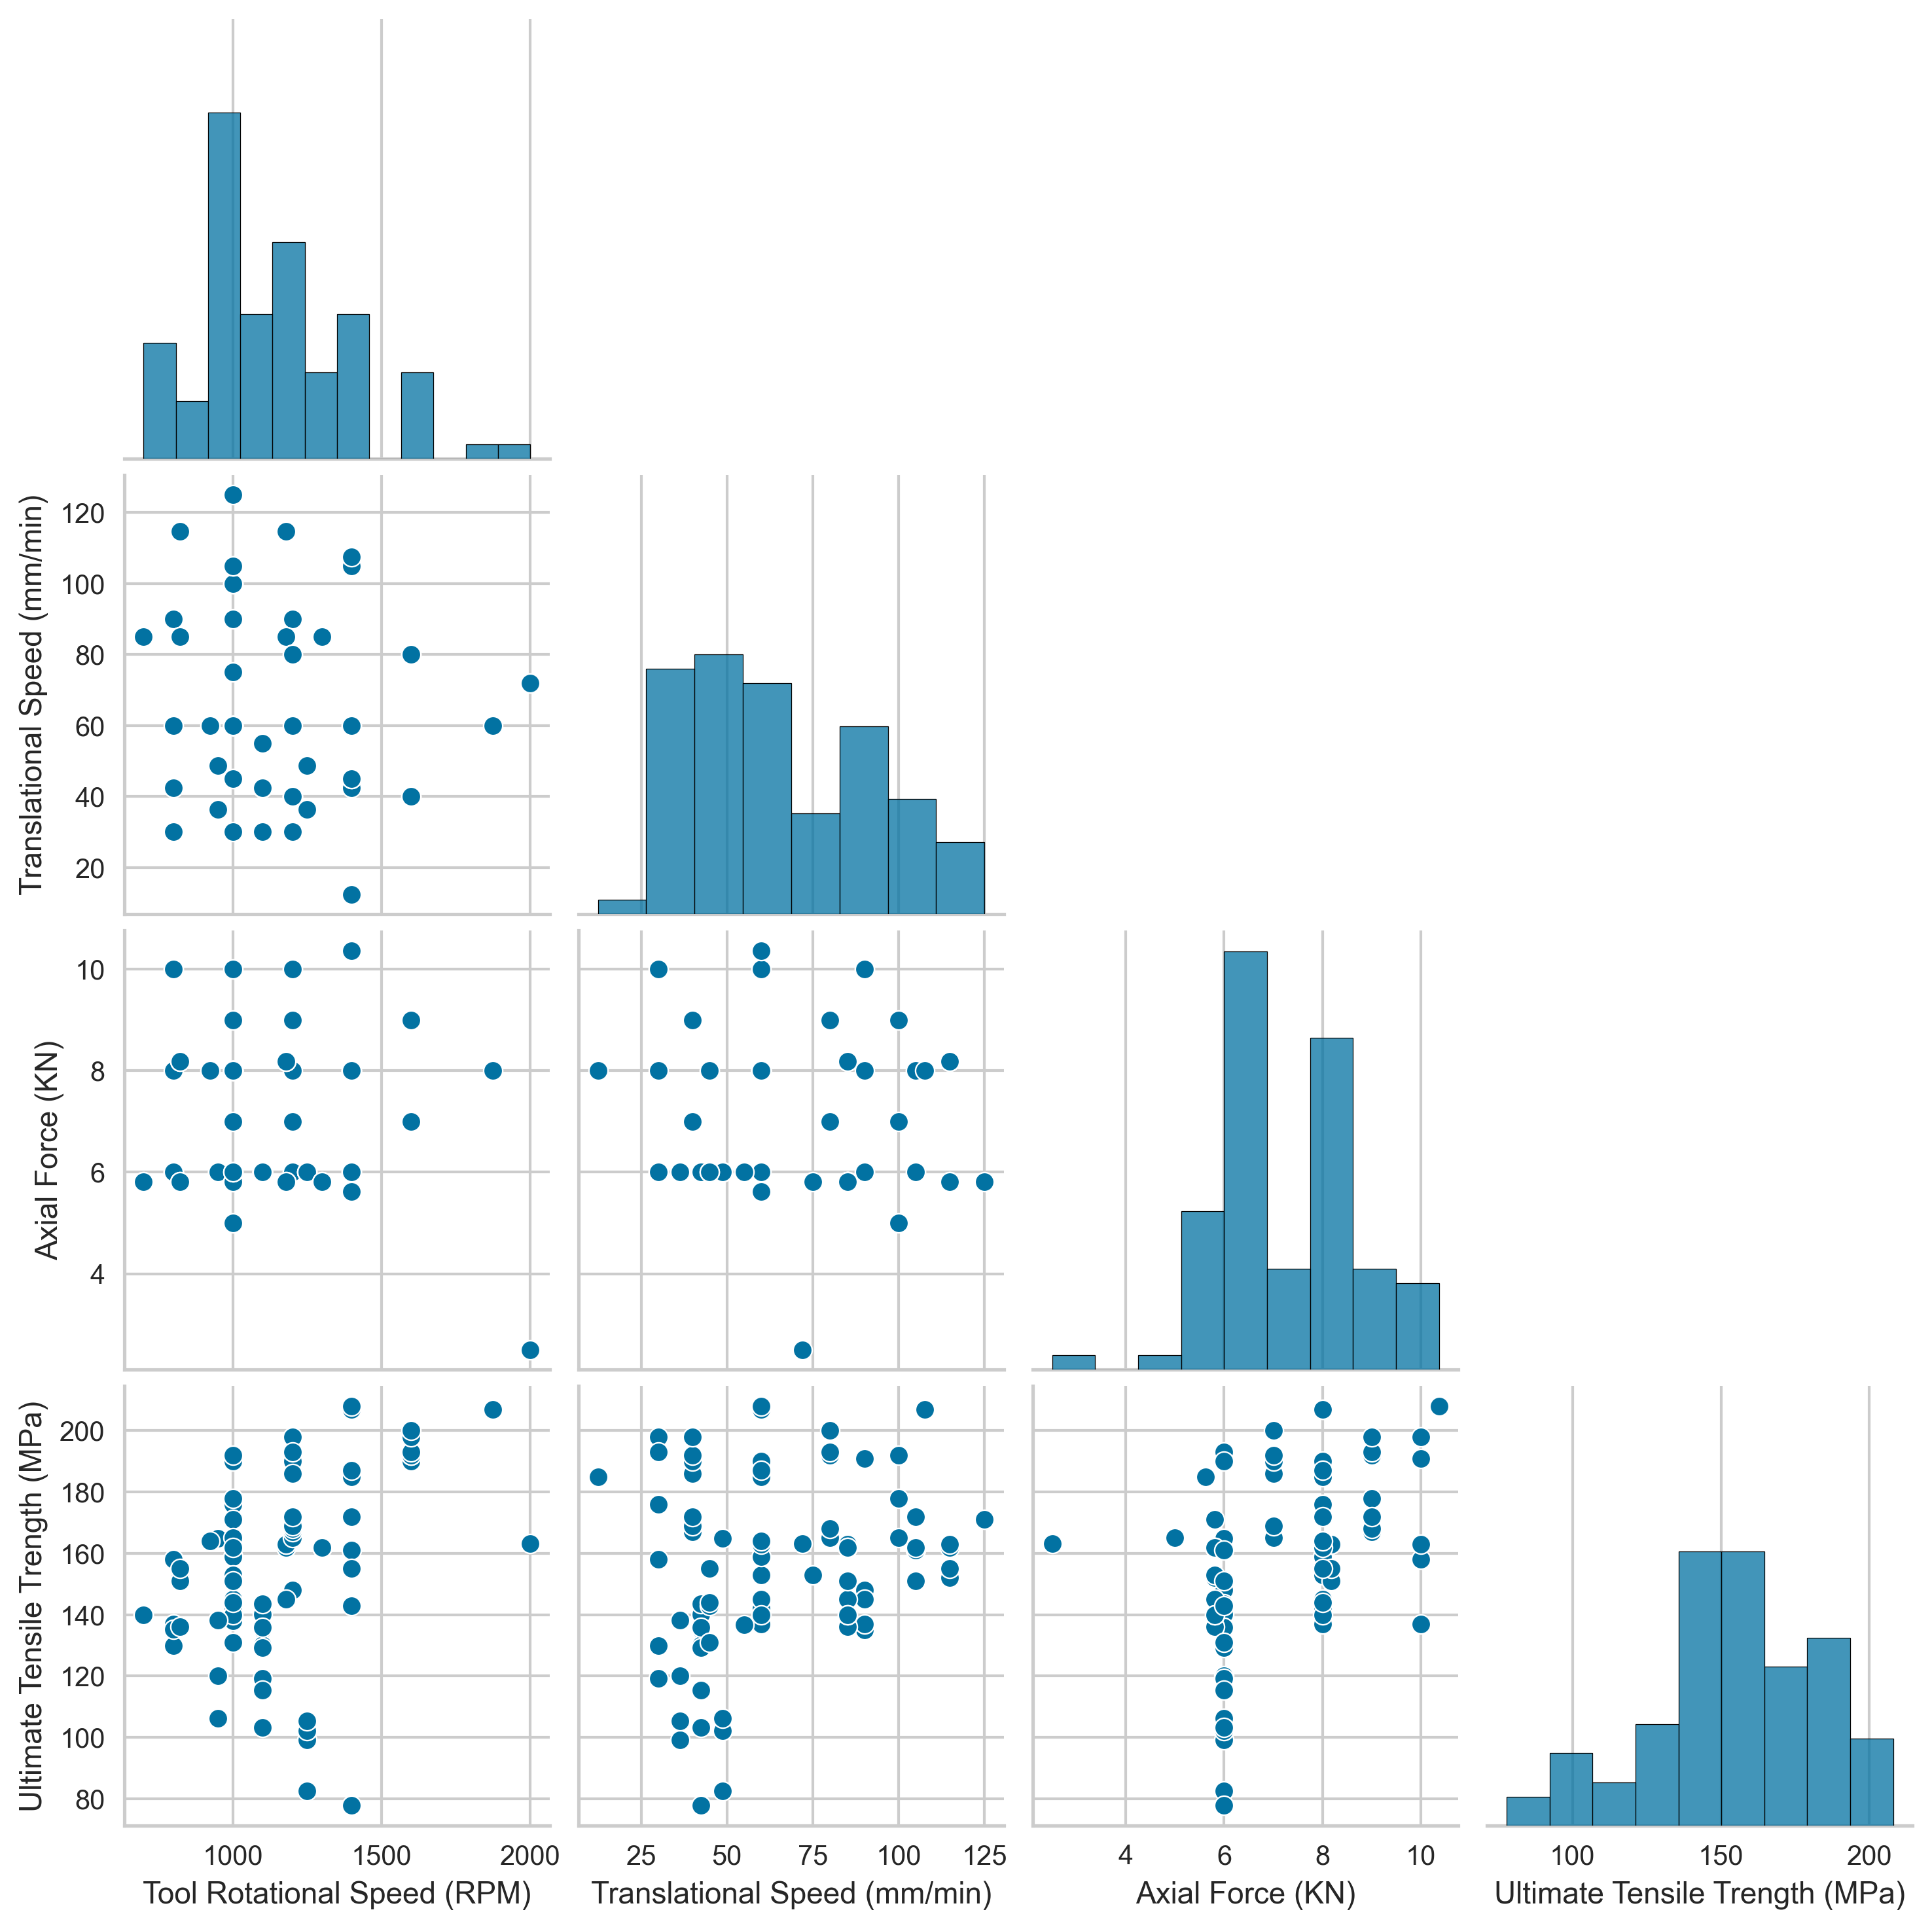 Translational Speed (mm/min)
120
100
80
60
40
20
Axial Force (KN)
10
8
6
4
Ultimate Tensile Trength (MPa)
200
180
160
140
120
100
80
1000 1500 2000
25 50 75 100 125
4 6 8 10
100 150 200
Tool Rotational Speed (RPM)
Translational Speed (mm/min)
Axial Force (KN)
Ultimate Tensile Trength (MPa)